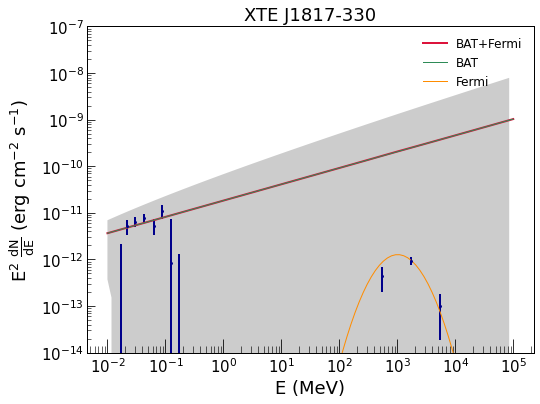 XTE J1817-330
BAT+Fermi
BAT
Fermi
E² dN/dE (erg cm⁻² s⁻¹)
10⁻⁷
10⁻⁸
10⁻⁹
10⁻¹⁰
10⁻¹¹
10⁻¹²
10⁻¹³
10⁻¹⁴
10⁻² 10⁻¹ 10⁰ 10¹ 10² 10³ 10⁴ 10⁵
E (MeV)